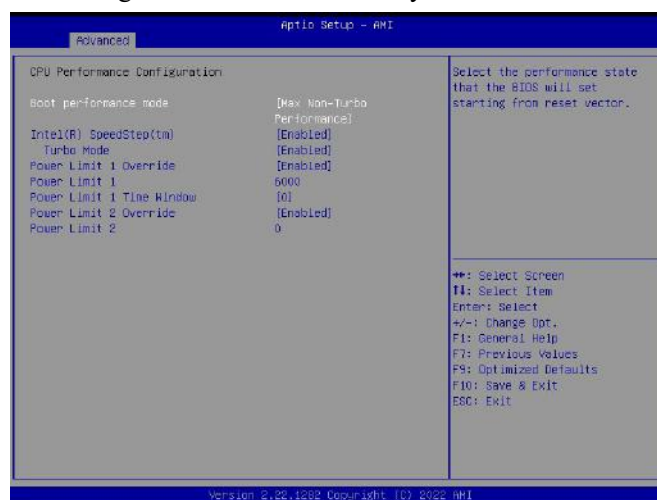 Aptio Setup - AMI
Advanced
CPU Performance Configuration
Boot performance mode [Max Non-Turbo
Performance]
Intel(R) SpeedStep(tm) [Enabled]
Turbo Mode [Enabled]
Power Limit 1 Override [Enabled]
Power Limit 1 6000
Power Limit 1 Time Window [0]
Power Limit 2 Override [Enabled]
Power Limit 2 0
Select the performance state
that the BIOS will set
starting from reset vector.
↔: Select Screen
↑↓: Select Item
Enter: Select
+/-: Change Opt.
F1: General Help
F7: Previous Values
F9: Optimized Defaults
F10: Save & Exit
ESC: Exit
Version 2.22.1282 Copyright (C) 2022 AMI